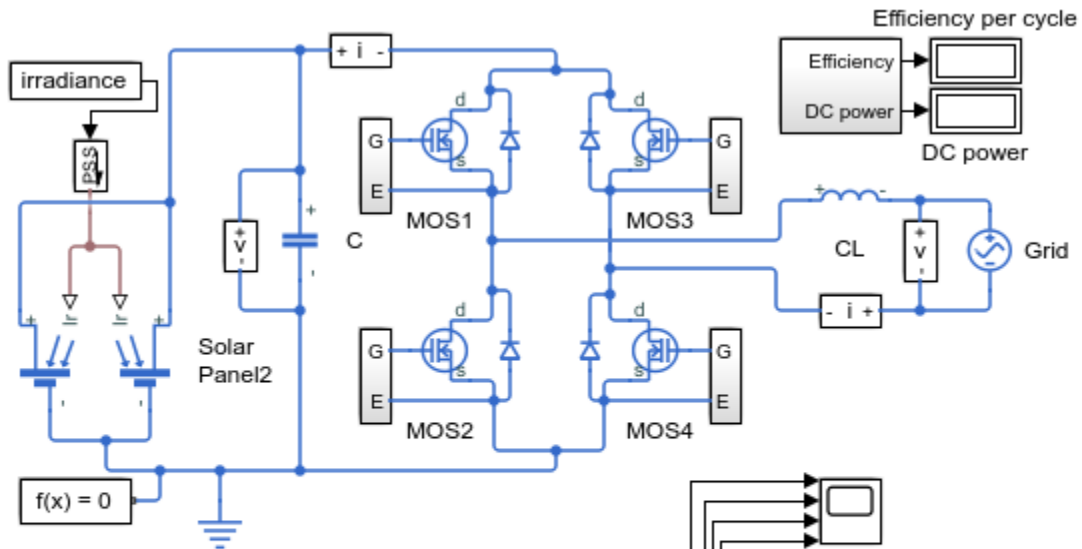 Efficiency per cycle
+ i -
irradiance
Efficiency
DC power
DC power
PSS
d
d
G
G
s
s
E
E
MOS1
MOS3
+
+ v -
C
-
+
-
CL
+ v -
Grid
- i +
Ir
Ir
+
+
d
d
Solar
Panel2
G
G
s
s
E
E
-
-
MOS2
MOS4
f(x) = 0